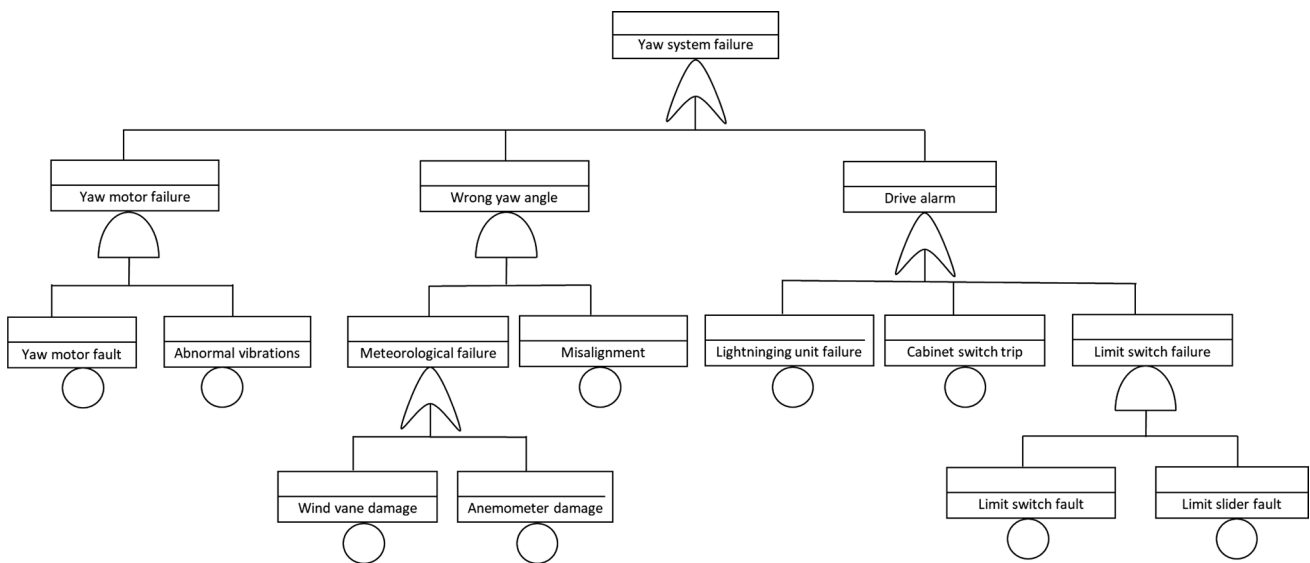 Yaw system failure
Yaw motor failure
Wrong yaw angle
Drive alarm
Yaw motor fault
Abnormal vibrations
Meteorological failure
Misalignment
Lightninging unit failure
Cabinet switch trip
Limit switch failure
Wind vane damage
Anemometer damage
Limit switch fault
Limit slider fault